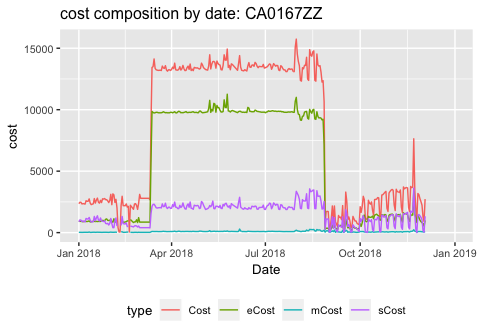 cost composition by date: CA0167ZZ
15000
10000
5000
0
cost
Jan 2018 Apr 2018 Jul 2018 Oct 2018 Jan 2019
Date
type Cost eCost mCost sCost